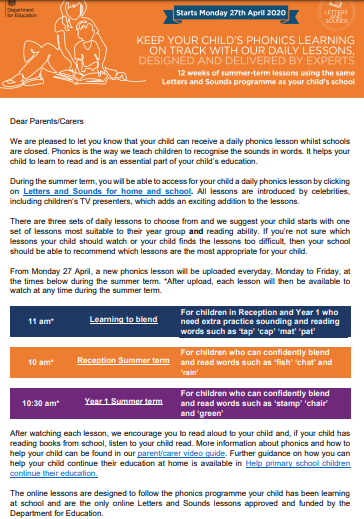 Department
for Education
Starts Monday 27th April 2020
LETTERS
SOUNDS
KEEP YOUR CHILD'S PHONICS LEARNING
ON TRACK WITH OUR DAILY LESSONS,
DESIGNED AND DELIVERED BY EXPERTS
12 weeks of summer-term lessons using the same
Letters and Sounds programme as your child's school
Dear Parents/Carers
We are pleased to let you know that your child can receive a daily phonics lesson whilst schools
are closed. Phonics is the way we teach children to recognise the sounds in words. It helps your
child to learn to read and is an essential part of your child's education.
During the summer term, you will be able to access for your child a daily phonics lesson by clicking
on Letters and Sounds for home and school. All lessons are introduced by celebrities,
including children's TV presenters, which adds an exciting addition to the lessons.
There are three sets of daily lessons to choose from and we suggest your child starts with one
set of lessons most suitable to their year group and reading ability. If you're not sure which
lessons your child should watch or your child finds the lessons too difficult, then your school
should be able to recommend which lessons are the most appropriate for your child.
From Monday 27 April, a new phonics lesson will be uploaded everyday, Monday to Friday, at
the times below during the summer term. *After upload, each lesson will then be available to
watch at any time during the summer term.
11 am* Learning to blend For children in Reception and Year 1 who
need extra practice sounding and reading
words such as 'tap' 'cap' 'mat' 'pat'
10 am* Reception Summer term For children who can confidently blend
and read words such as 'fish' 'chat' and
'rain'
10:30 am* Year 1 Summer term For children who can confidently blend
and read words such as 'stamp' 'chair'
and 'green'
After watching each lesson, we encourage you to read aloud to your child and, if your child has
reading books from school, listen to your child read. More information about phonics and how to
help your child can be found in our parent/carer video guide. Further guidance on how you can
help your child continue their education at home is available in Help primary school children
continue their education.
The online lessons are designed to follow the phonics programme your child has been learning
at school and are the only online Letters and Sounds lessons approved and funded by the
Department for Education.